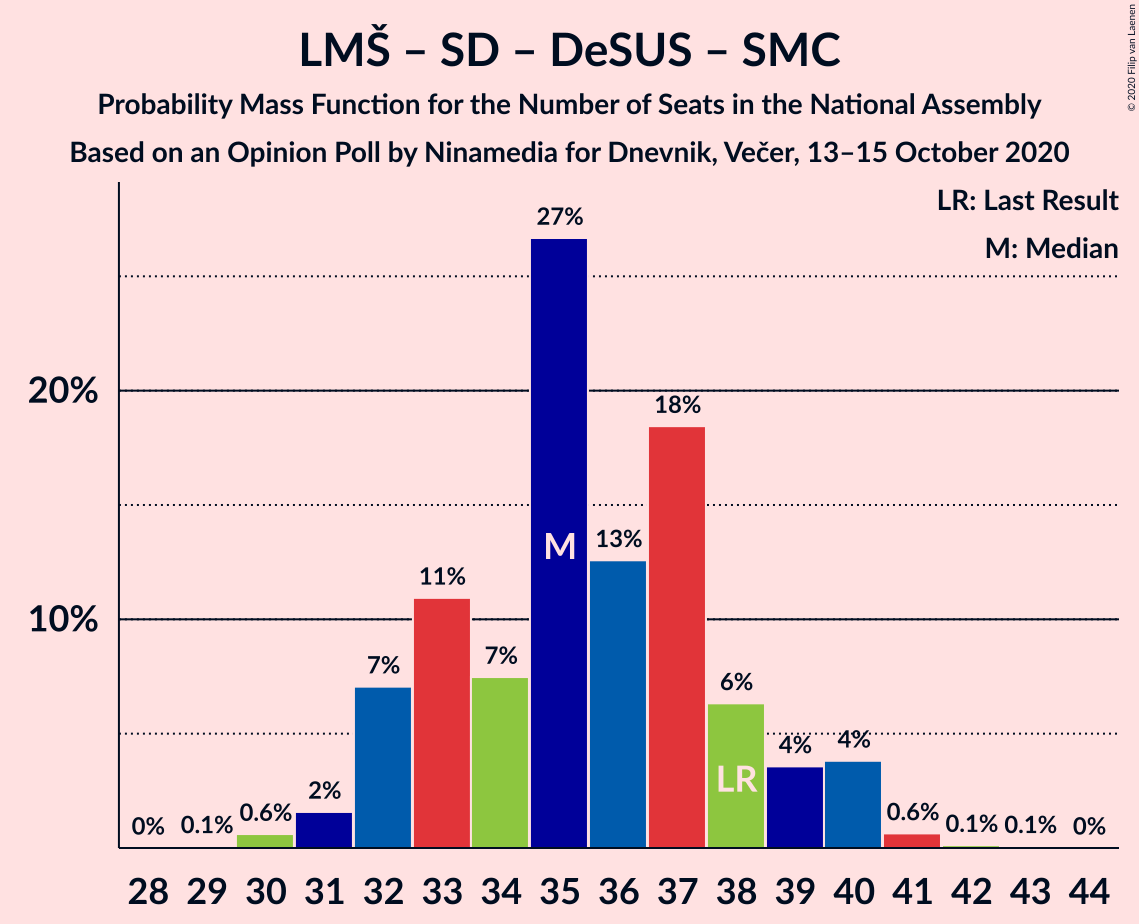 LMŠ – SD – DeSUS – SMC
Probability Mass Function for the Number of Seats in the National Assembly
Based on an Opinion Poll by Ninamedia for Dnevnik, Večer, 13–15 October 2020
© 2020 Filip van Laenen
LR: Last Result
M: Median
20%
10%
0% 0.1% 0.6% 2% 7% 11% 7% 27% 13% 18% 6% 4% 4% 0.6% 0.1% 0.1% 0%
M
LR
28 29 30 31 32 33 34 35 36 37 38 39 40 41 42 43 44